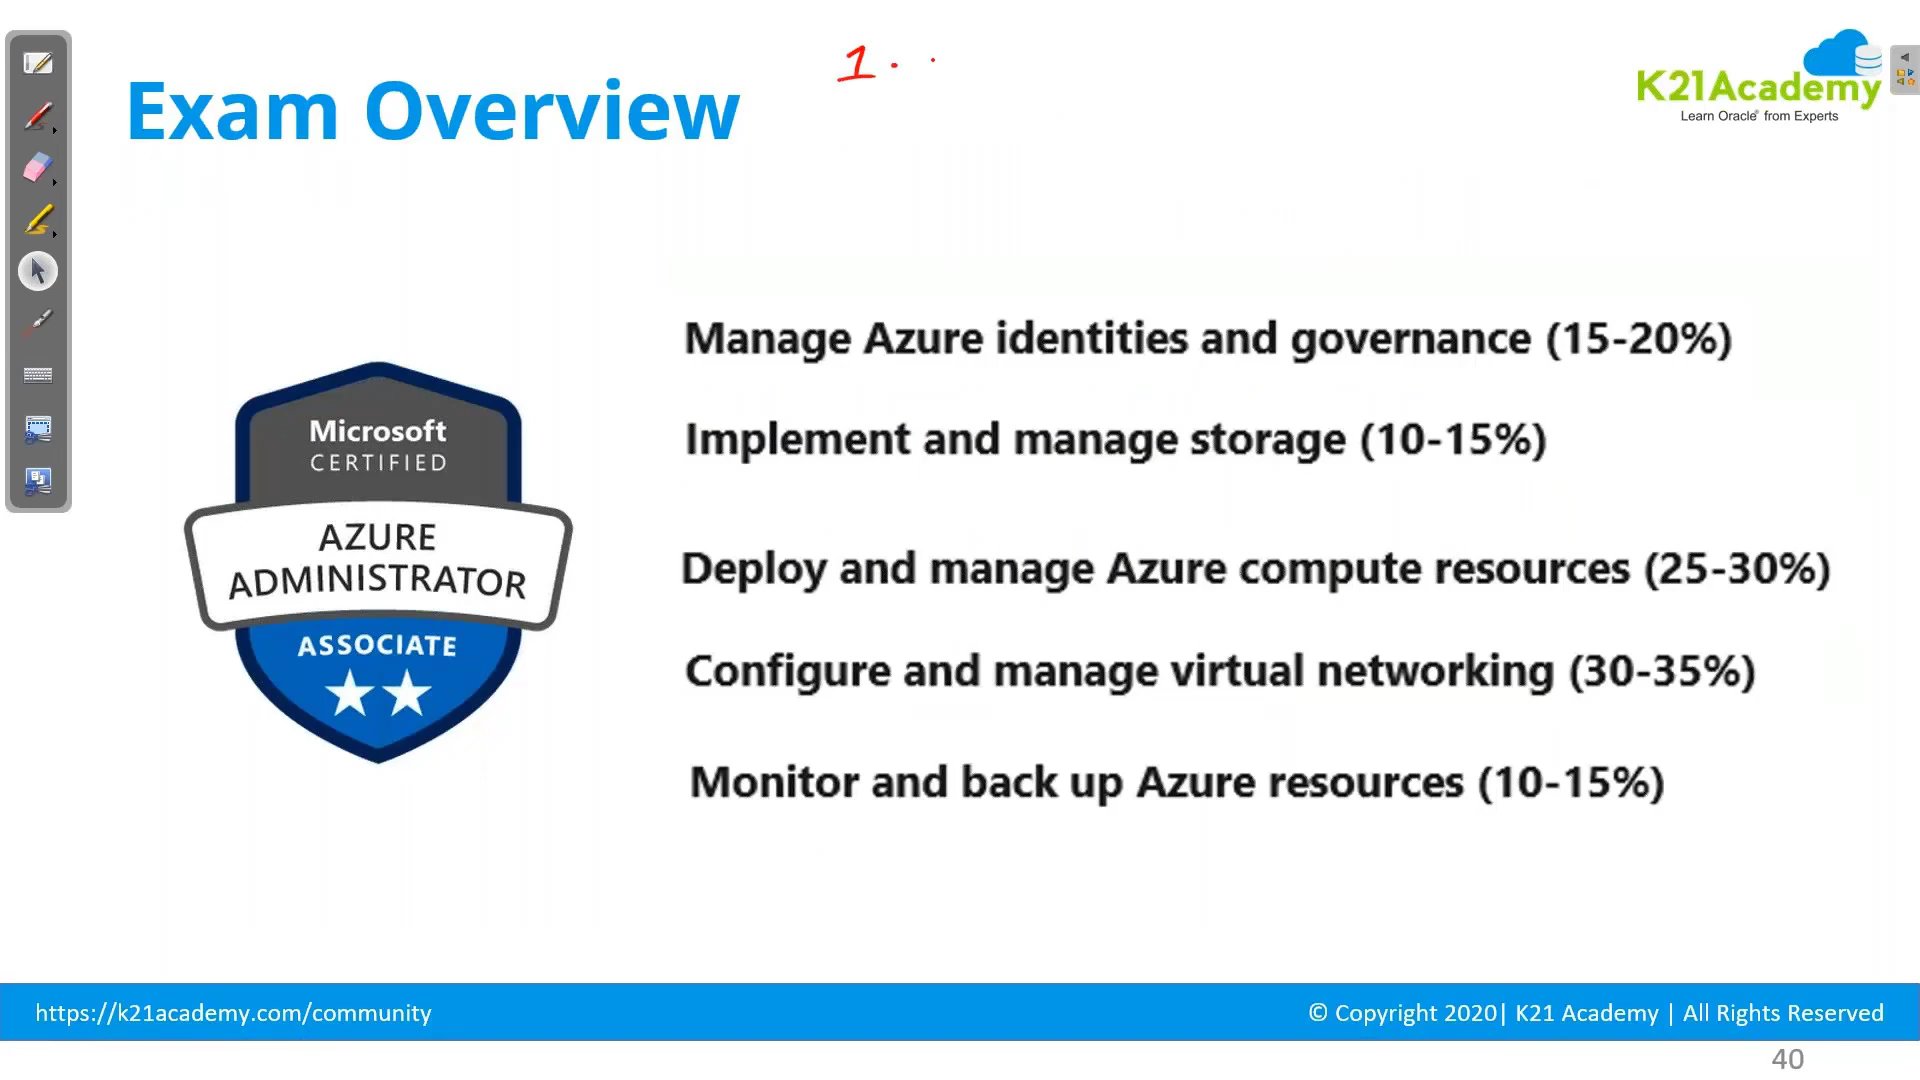 1.
Exam Overview
K21Academy
Learn Oracle® from Experts
Manage Azure identities and governance (15-20%)
Implement and manage storage (10-15%)
Microsoft
CERTIFIED
AZURE
ADMINISTRATOR
ASSOCIATE
Deploy and manage Azure compute resources (25-30%)
Configure and manage virtual networking (30-35%)
Monitor and back up Azure resources (10-15%)
https://k21academy.com/community
© Copyright 2020| K21 Academy | All Rights Reserved
40